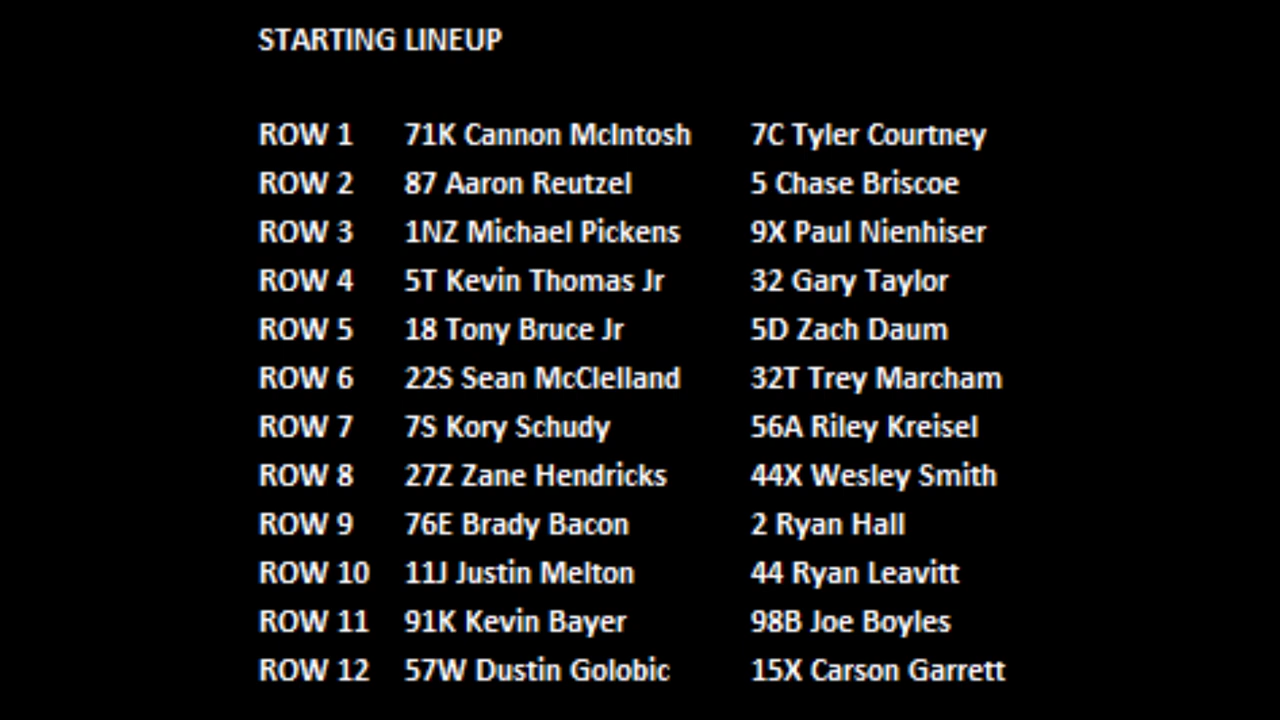 STARTING LINEUP
ROW 1 71K Cannon McIntosh 7C Tyler Courtney
ROW 2 87 Aaron Reutzel 5 Chase Briscoe
ROW 3 1NZ Michael Pickens 9X Paul Nienhiser
ROW 4 5T Kevin Thomas Jr 32 Gary Taylor
ROW 5 18 Tony Bruce Jr 5D Zach Daum
ROW 6 22S Sean McClelland 32T Trey Marcham
ROW 7 7S Kory Schudy 56A Riley Kreisel
ROW 8 27Z Zane Hendricks 44X Wesley Smith
ROW 9 76E Brady Bacon 2 Ryan Hall
ROW 10 11J Justin Melton 44 Ryan Leavitt
ROW 11 91K Kevin Bayer 98B Joe Boyles
ROW 12 57W Dustin Golobic 15X Carson Garrett